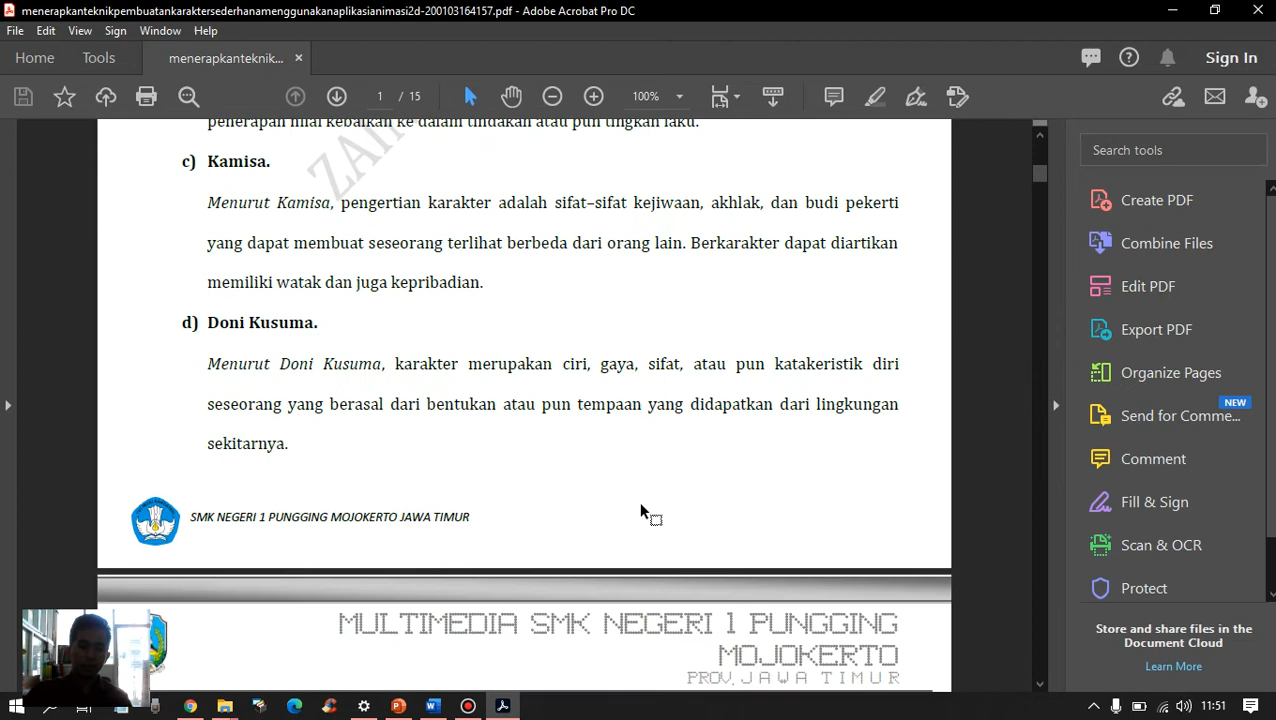 menerapkanteknikpembuatankaraktersederhanamenggunakanaplikasianimasi2d-200103164157.pdf - Adobe Acrobat Pro DC
File Edit View Sign Window Help
Home Tools menerapkanteknik... × Sign In
1 / 15 100%
penerapan nilai kebaikan ke dalam tindakan atau pun tingkah laku.
c) Kamisa.
Menurut Kamisa, pengertian karakter adalah sifat–sifat kejiwaan, akhlak, dan budi pekerti
yang dapat membuat seseorang terlihat berbeda dari orang lain. Berkarakter dapat diartikan
memiliki watak dan juga kepribadian.
d) Doni Kusuma.
Menurut Doni Kusuma, karakter merupakan ciri, gaya, sifat, atau pun katakeristik diri
seseorang yang berasal dari bentukan atau pun tempaan yang didapatkan dari lingkungan
sekitarnya.
SMK NEGERI 1 PUNGGING MOJOKERTO JAWA TIMUR
MULTIMEDIA SMK NEGERI 1 PUNGGING
MOJOKERTO
PROV. JAWA TIMUR
Search tools
Create PDF
Combine Files
Edit PDF
Export PDF
Organize Pages
NEW
Send for Comme...
Comment
Fill & Sign
Scan & OCR
Protect
Store and share files in the
Document Cloud
Learn More
11:51